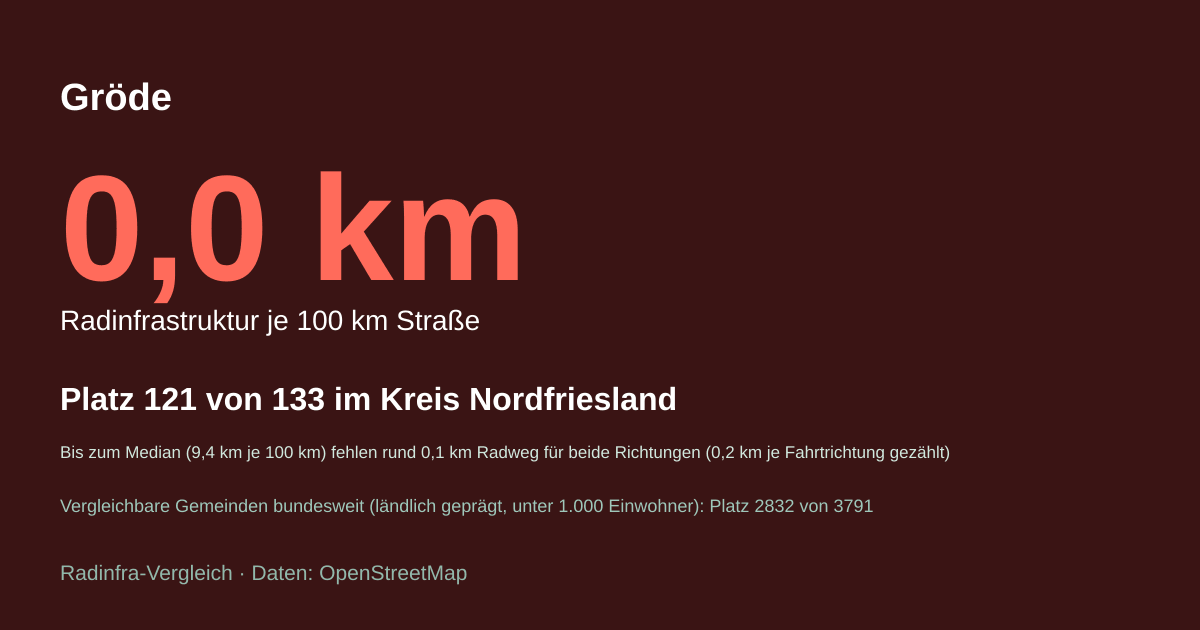 Gröde
0,0 km
Radinfrastruktur je 100 km Straße
Platz 121 von 133 im Kreis Nordfriesland
Bis zum Median (9,4 km je 100 km) fehlen rund 0,1 km Radweg für beide Richtungen (0,2 km je Fahrtrichtung gezählt)
Vergleichbare Gemeinden bundesweit (ländlich geprägt, unter 1.000 Einwohner): Platz 2832 von 3791
Radinfra-Vergleich · Daten: OpenStreetMap